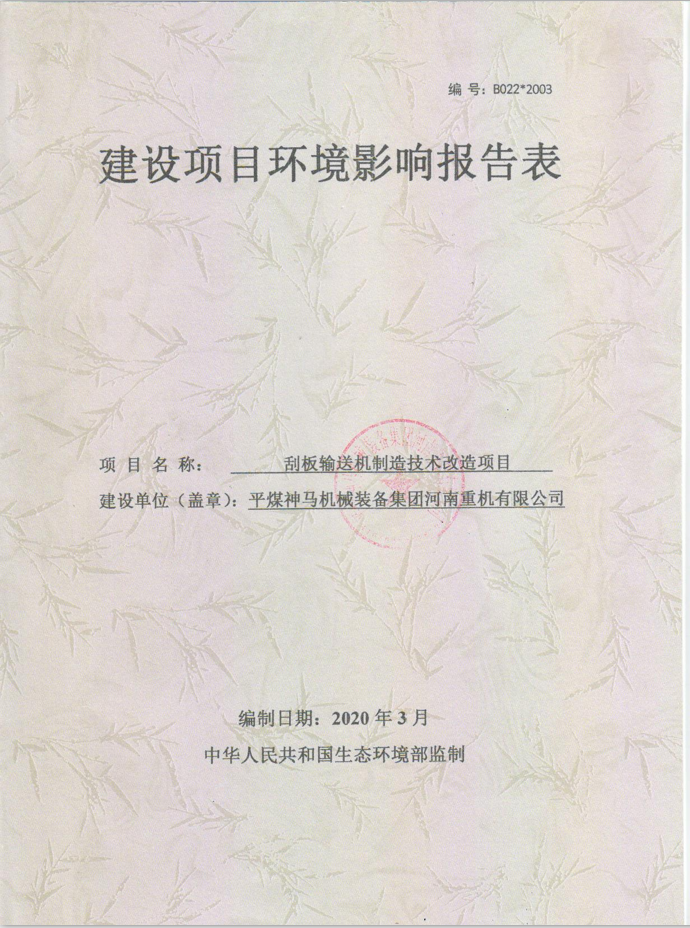 编 号：B022*2003
建设项目环境影响报告表
项 目 名 称： 刮板输送机制造技术改造项目
建设单位（盖章）：平煤神马机械装备集团河南重机有限公司
编制日期：2020 年 3 月
中华人民共和国生态环境部监制